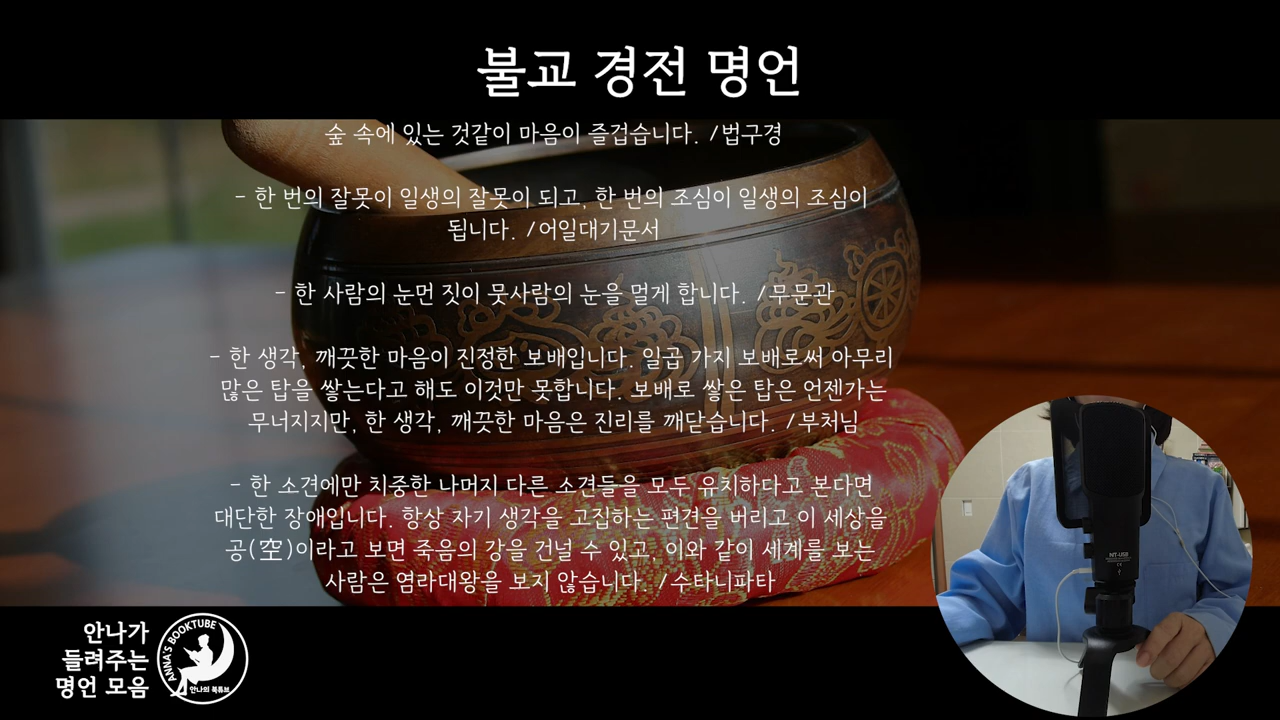 불교 경전 명언
숲 속에 있는 것같이 마음이 즐겁습니다. /법구경
- 한 번의 잘못이 일생의 잘못이 되고, 한 번의 조심이 일생의 조심이
됩니다. /어일대기문서
- 한 사람의 눈먼 짓이 뭇사람의 눈을 멀게 합니다. /무문관
- 한 생각, 깨끗한 마음이 진정한 보배입니다. 일곱 가지 보배로써 아무리
많은 탑을 쌓는다고 해도 이것만 못합니다. 보배로 쌓은 탑은 언젠가는
무너지지만, 한 생각, 깨끗한 마음은 진리를 깨닫습니다. /부처님
- 한 소견에만 치중한 나머지 다른 소견들을 모두 유치하다고 본다면
대단한 장애입니다. 항상 자기 생각을 고집하는 편견을 버리고 이 세상을
공(空)이라고 보면 죽음의 강을 건널 수 있고, 이와 같이 세계를 보는
사람은 염라대왕을 보지 않습니다. /수타니파타
NT-USB
안나가
들려주는
명언 모음
ANNA'S BOOKTUBE
안나의 북튜브